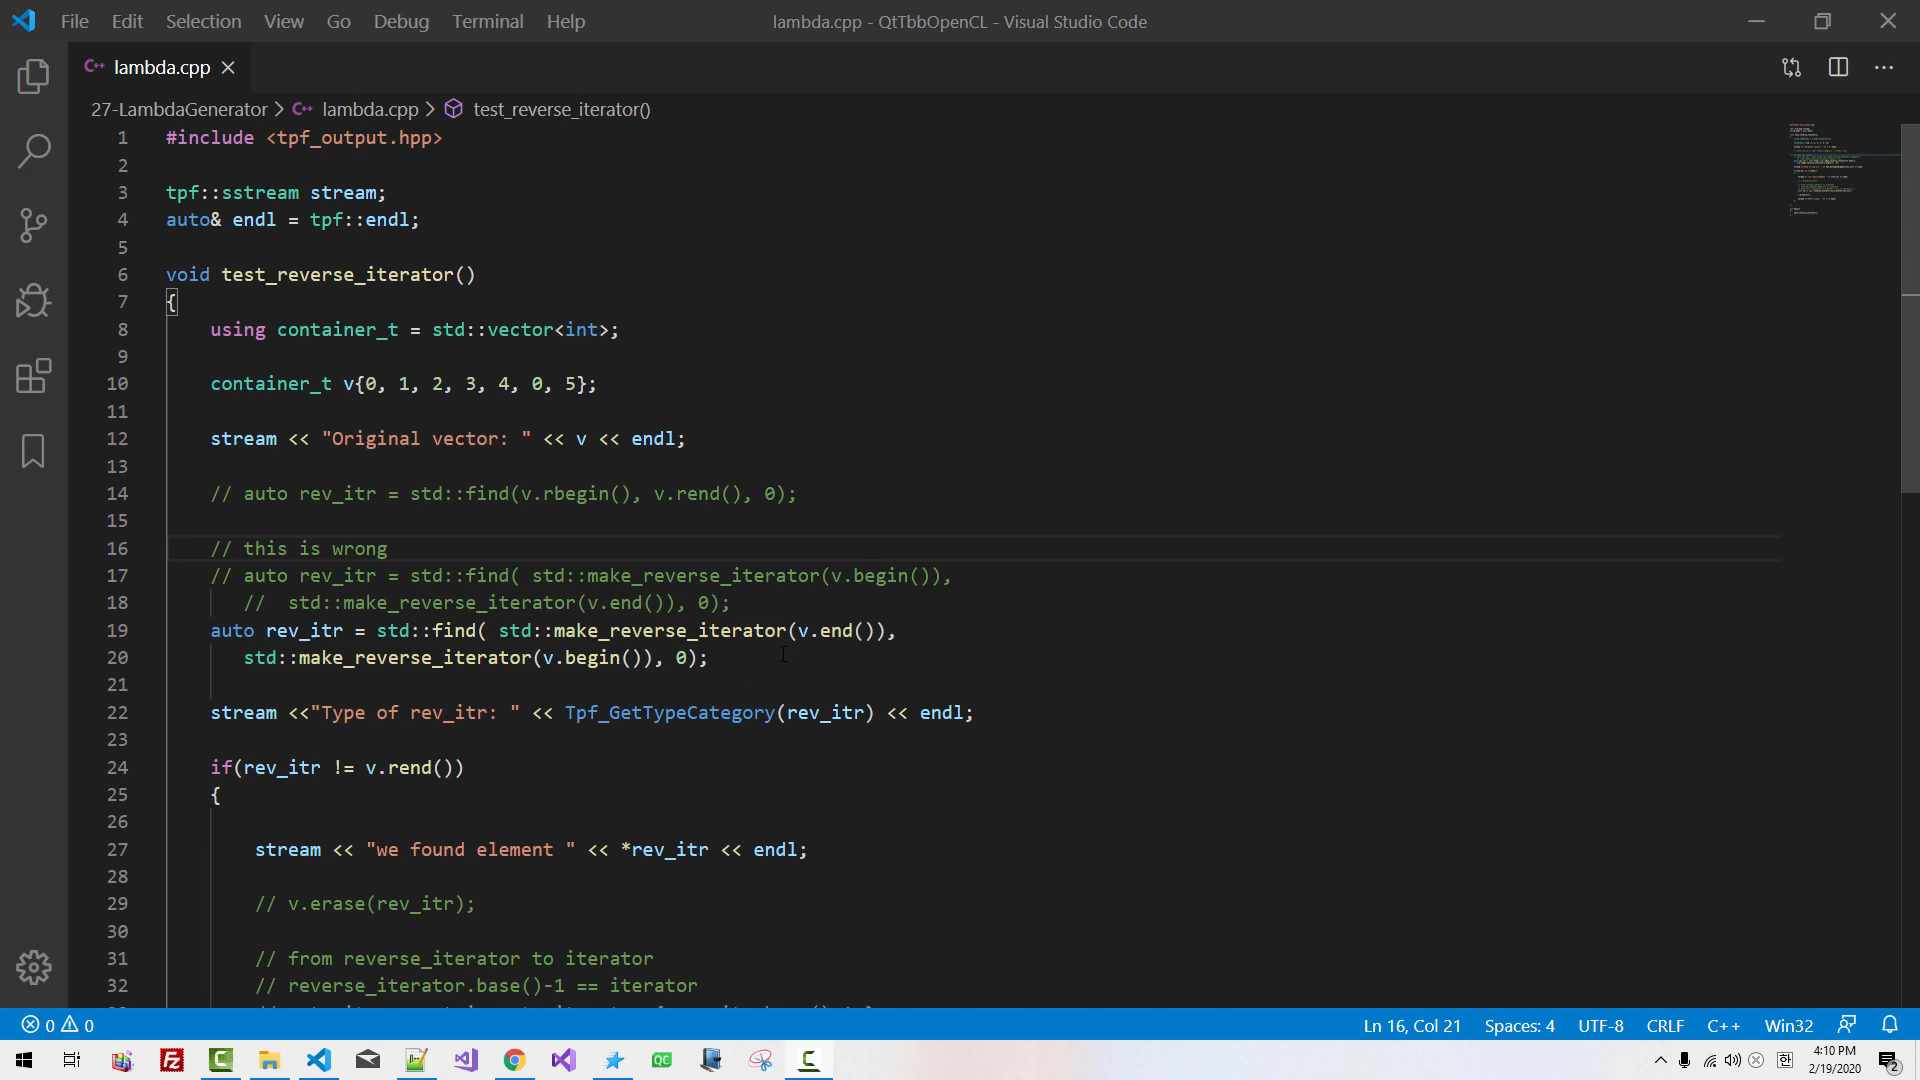 File Edit Selection View Go Debug Terminal Help lambda.cpp - QtTbbOpenCL - Visual Studio Code
lambda.cpp
27-LambdaGenerator > lambda.cpp > test_reverse_iterator()
1 #include <tpf_output.hpp>
2
3 tpf::sstream stream;
4 auto& endl = tpf::endl;
5
6 void test_reverse_iterator()
7 {
8 using container_t = std::vector<int>;
9
10 container_t v{0, 1, 2, 3, 4, 0, 5};
11
12 stream << "Original vector: " << v << endl;
13
14 // auto rev_itr = std::find(v.rbegin(), v.rend(), 0);
15
16 // this is wrong
17 // auto rev_itr = std::find( std::make_reverse_iterator(v.begin()),
18 // std::make_reverse_iterator(v.end()), 0);
19 auto rev_itr = std::find( std::make_reverse_iterator(v.end()),
20 std::make_reverse_iterator(v.begin()), 0);
21
22 stream <<"Type of rev_itr: " << Tpf_GetTypeCategory(rev_itr) << endl;
23
24 if(rev_itr != v.rend())
25 {
26
27 stream << "we found element " << *rev_itr << endl;
28
29 // v.erase(rev_itr);
30
31 // from reverse_iterator to iterator
32 // reverse_iterator.base()-1 == iterator
0 0 Ln 16, Col 21 Spaces: 4 UTF-8 CRLF C++ Win32
4:10 PM
2/19/2020